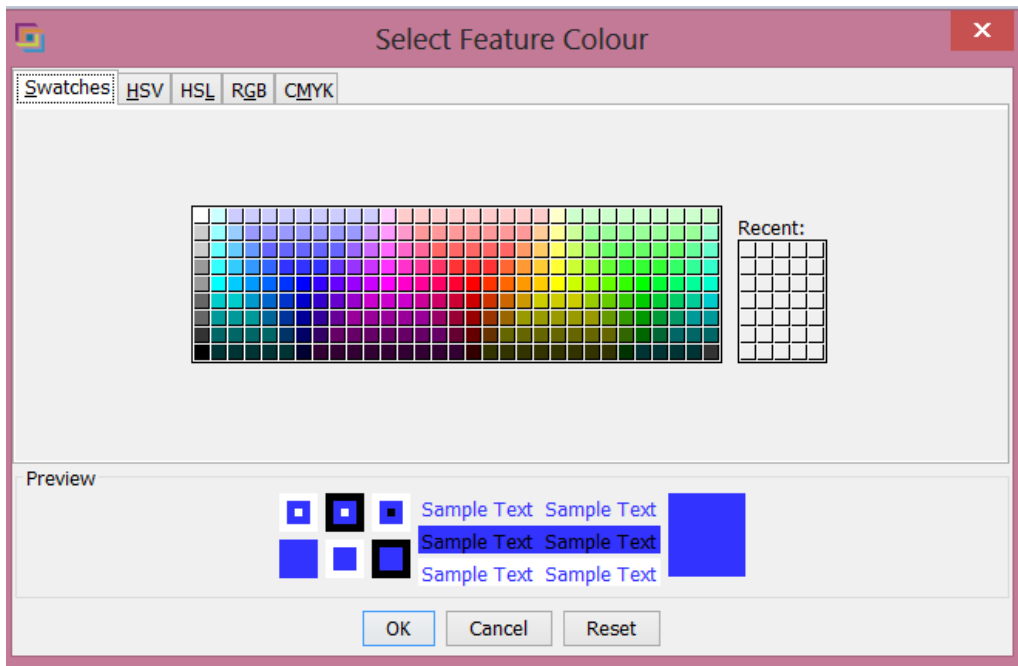 Select Feature Colour
Swatches HSV HSL RGB CMYK
Recent:
Preview
Sample Text Sample Text
Sample Text Sample Text
Sample Text Sample Text
OK Cancel Reset